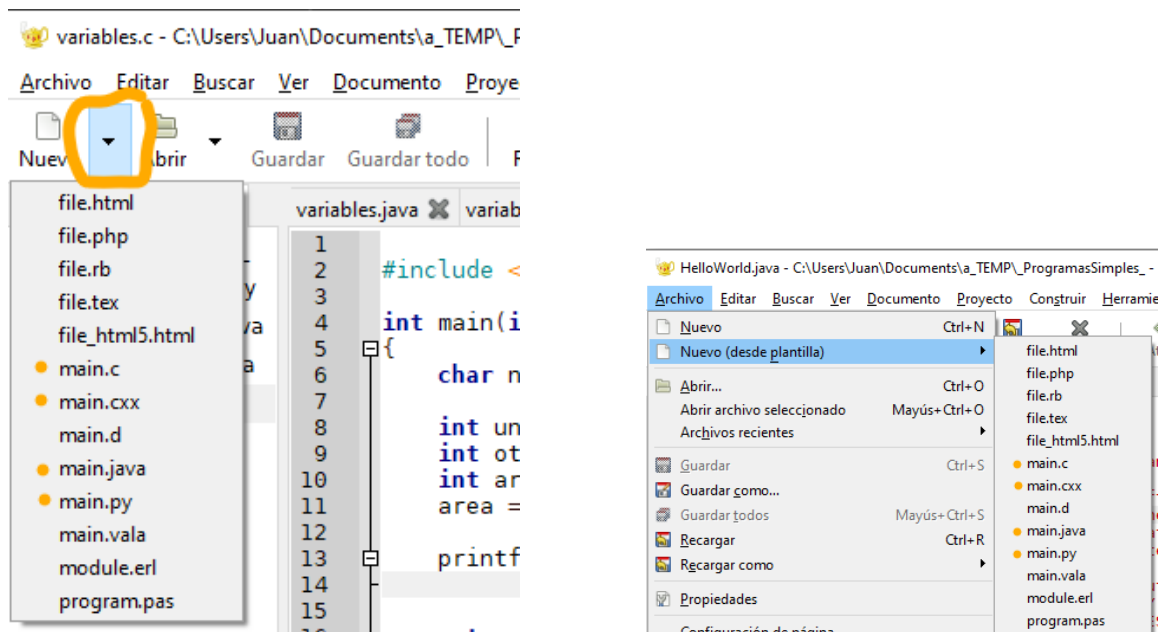 variables.c - C:\Users\Juan\Documents\a_TEMP\_P
Archivo Editar Buscar Ver Documento Proye
Guardar Guardar todo
file.html
file.php
file.rb
file.tex
file_html5.html
main.c
main.cxx
main.d
main.java
main.py
main.vala
module.erl
program.pas
variables.java variab
1
2 #include <
3
4 int main(i
5 {
6 char n
7
8 int un
9 int ot
10 int ar
11 area =
12
13 printf
14
15
HelloWorld.java - C:\Users\Juan\Documents\a_TEMP\_ProgramasSimples_ -
Archivo Editar Buscar Ver Documento Proyecto Construir Herramie
Nuevo Ctrl+N
Nuevo (desde plantilla)
Abrir... Ctrl+O
Abrir archivo seleccionado Mayús+Ctrl+O
Archivos recientes
Guardar Ctrl+S
Guardar como...
Guardar todos Mayús+Ctrl+S
Recargar Ctrl+R
Recargar como
Propiedades
Configuración de página
file.html
file.php
file.rb
file.tex
file_html5.html
main.c
main.cxx
main.d
main.java
main.py
main.vala
module.erl
program.pas